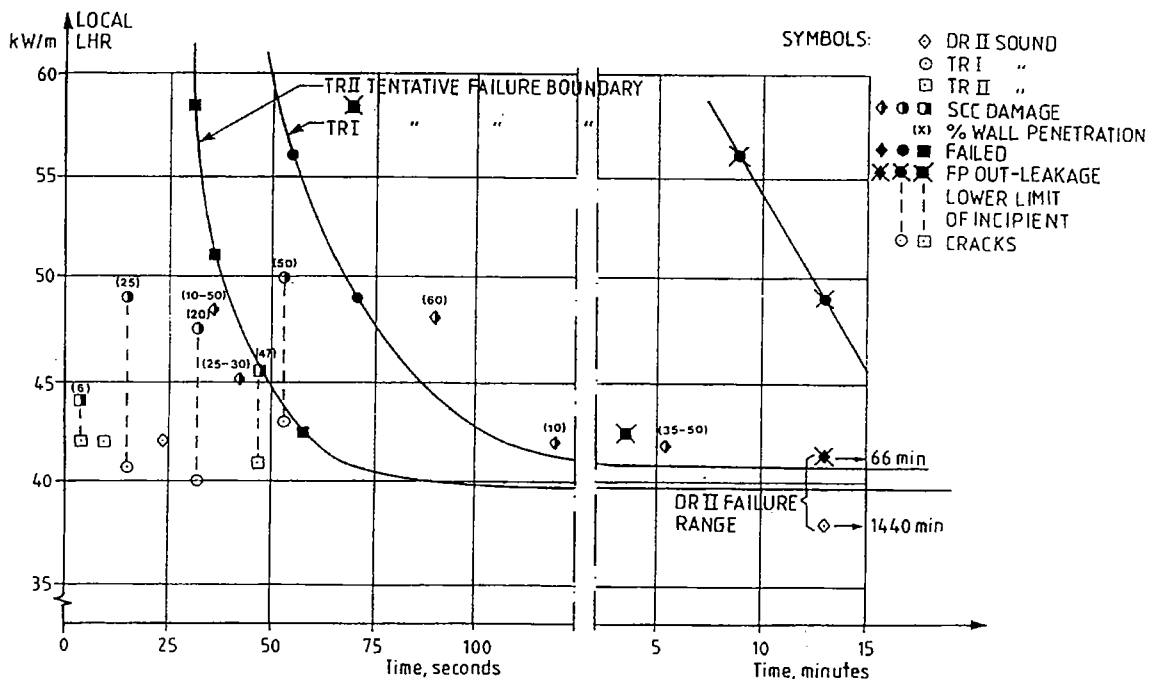 LOCAL
LHR
kW/m
60
55
50
45
40
35
0
25
50
75
100
Time, seconds
5
10
15
Time, minutes
TRII TENTATIVE FAILURE BOUNDARY
TRI " " "
(25)
(10-50)
(20)
(25-30)
(47)
(50)
(60)
(6)
(10)
(35-50)
66 min
DR II FAILURE
RANGE
1440 min
SYMBOLS:
DR II SOUND
TR I "
TR II "
SCC DAMAGE
(x) % WALL PENETRATION
FAILED
FP OUT-LEAKAGE
LOWER LIMIT
OF INCIPIENT
CRACKS